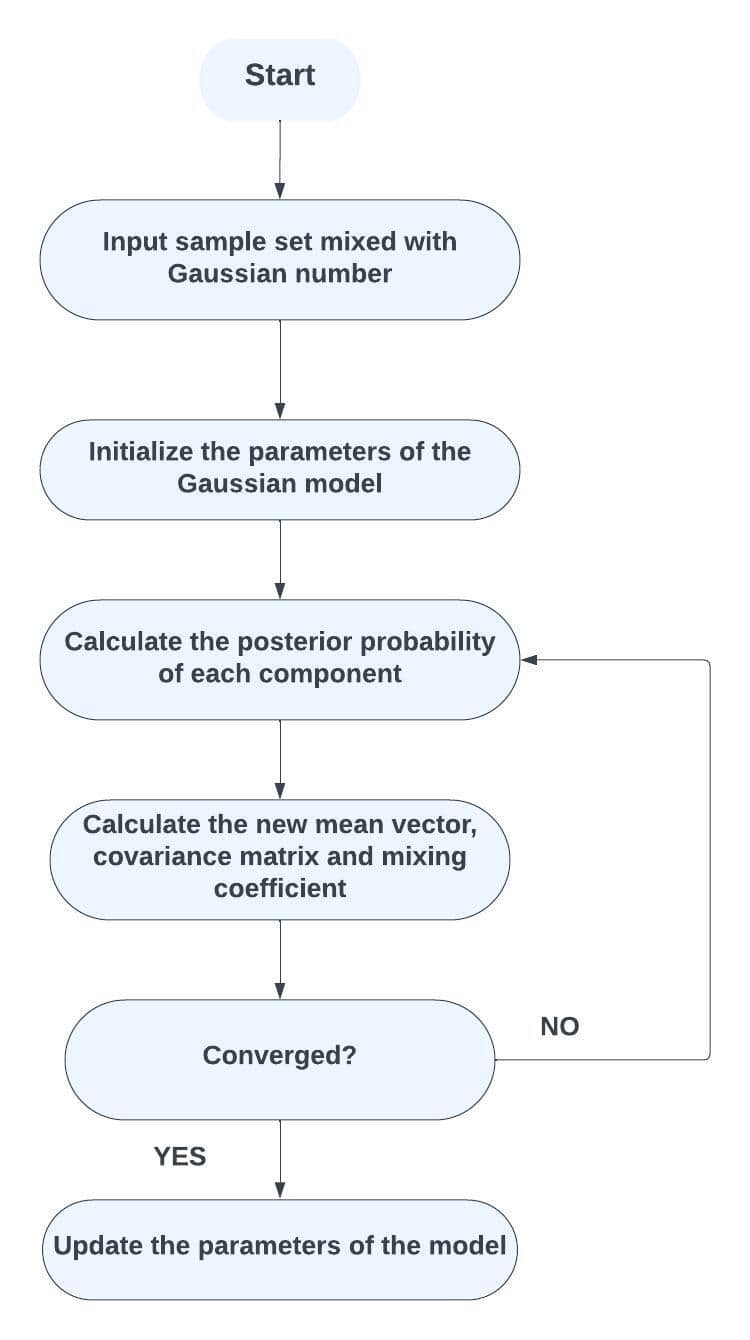 Start
Input sample set mixed with
Gaussian number
Initialize the parameters of the
Gaussian model
Calculate the posterior probability
of each component
Calculate the new mean vector,
covariance matrix and mixing
coefficient
Converged?
NO
YES
Update the parameters of the model